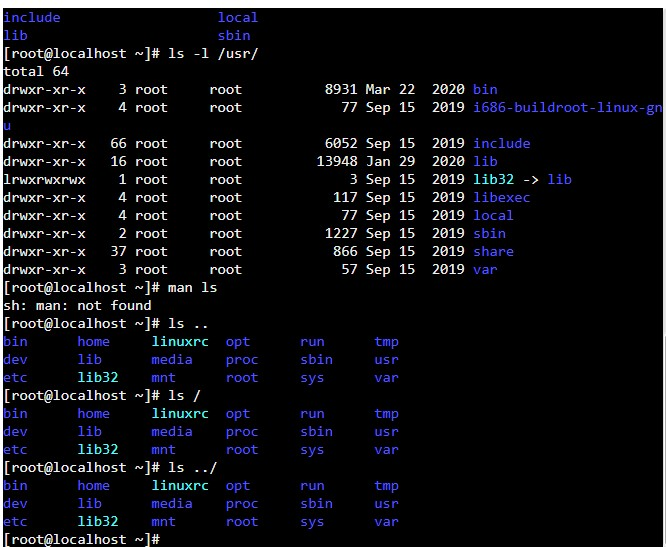 include                   local
lib                       sbin
[root@localhost ~]# ls -l /usr/
total 64
drwxr-xr-x    3 root     root          8931 Mar 22  2020 bin
drwxr-xr-x    4 root     root            77 Sep 15  2019 i686-buildroot-linux-gn
u
drwxr-xr-x   66 root     root          6052 Sep 15  2019 include
drwxr-xr-x   16 root     root         13948 Jan 29  2020 lib
lrwxrwxrwx    1 root     root             3 Sep 15  2019 lib32 -> lib
drwxr-xr-x    4 root     root           117 Sep 15  2019 libexec
drwxr-xr-x    4 root     root            77 Sep 15  2019 local
drwxr-xr-x    2 root     root          1227 Sep 15  2019 sbin
drwxr-xr-x   37 root     root           866 Sep 15  2019 share
drwxr-xr-x    3 root     root            57 Sep 15  2019 var
[root@localhost ~]# man ls
sh: man: not found
[root@localhost ~]# ls ..
bin      home     linuxrc  opt      run      tmp
dev      lib      media    proc     sbin     usr
etc      lib32    mnt      root     sys      var
[root@localhost ~]# ls /
bin      home     linuxrc  opt      run      tmp
dev      lib      media    proc     sbin     usr
etc      lib32    mnt      root     sys      var
[root@localhost ~]# ls ../
bin      home     linuxrc  opt      run      tmp
dev      lib      media    proc     sbin     usr
etc      lib32    mnt      root     sys      var
[root@localhost ~]#